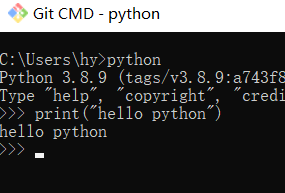 Git CMD - python
C:\Users\hy>python
Python 3.8.9 (tags/v3.8.9:a743f8
Type "help", "copyright", "credi
>>> print("hello python")
hello python
>>>